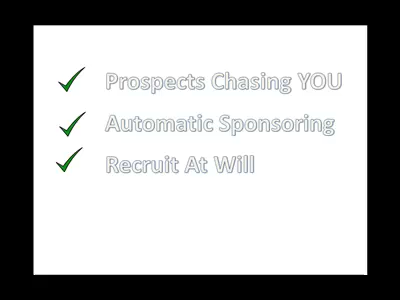 Prospects Chasing YOU
Automatic Sponsoring
Recruit At Will